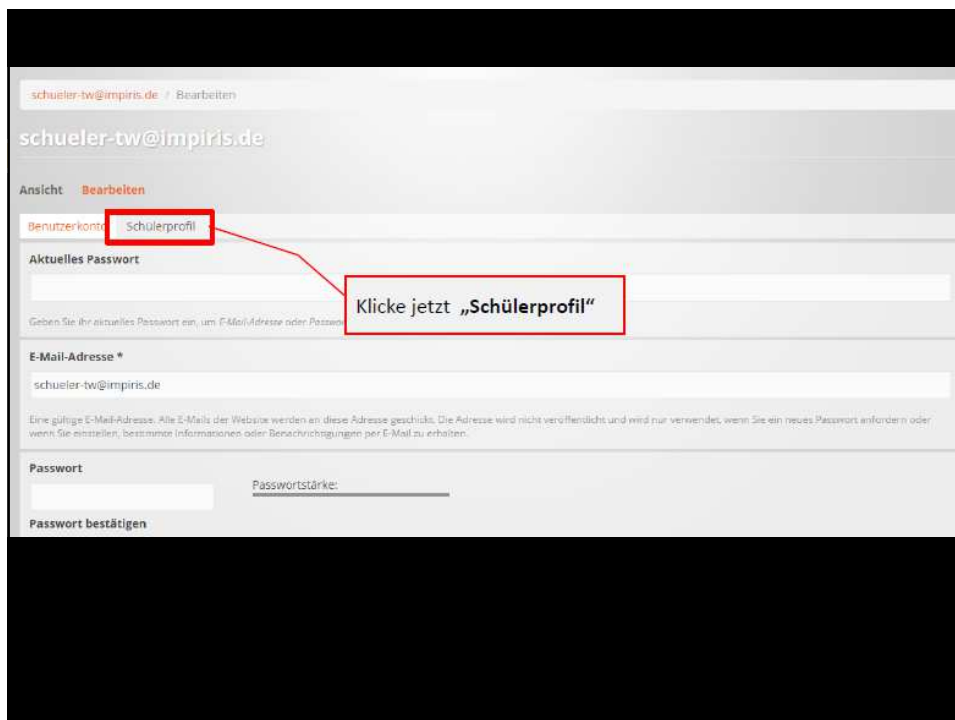 schueler-tw@impiris.de / Bearbeiten
schueler-tw@impiris.de
Ansicht Bearbeiten
Benutzerkonto Schülerprofil
Aktuelles Passwort
Klicke jetzt „Schülerprofil“
Geben Sie Ihr aktuelles Passwort ein, um E-Mail-Adresse oder
E-Mail-Adresse *
schueler-tw@impiris.de
Eine gültige E-Mail-Adresse. Alle E-Mails der Website werden an diese Adresse geschickt. Die Adresse wird nicht veröffentlicht und wird nur verwendet, wenn Sie ein neues Passwort anfordern oder
wenn Sie einstellen, bestimmte Informationen oder Benachrichtigungen per E-Mail zu erhalten.
Passwort
Passwortstärke:
Passwort bestätigen